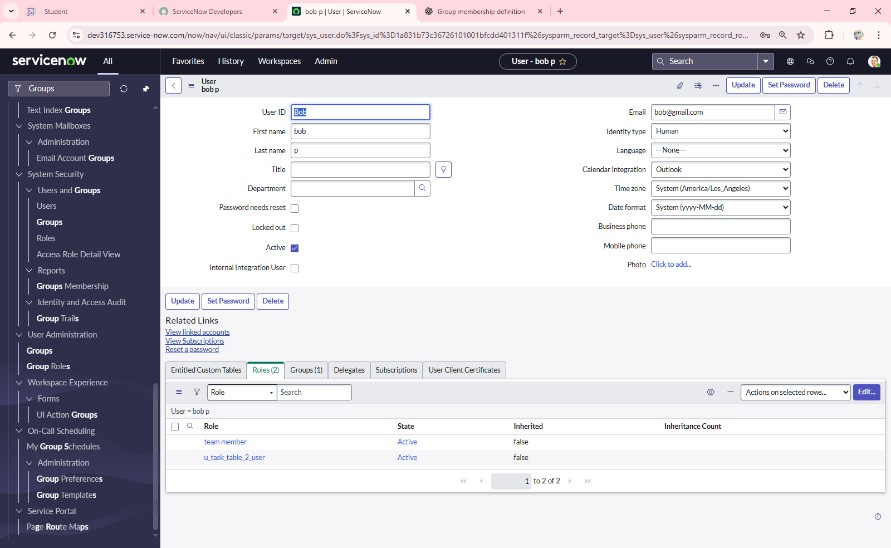 Student
ServiceNow Developers
bob p | User | ServiceNow
Group membership definition
dev316753.service-now.com/now/nav/ui/classic/params/target/sys_user.do%3Fsys_id%3D1a831b73c36726101001bfcdd401311f%26sysparm_record_target%3Dsys_user%26sysparm_record_ro...
servicenow
All
Favorites
History
Workspaces
Admin
User - bob p
Search
Groups
Text Index Groups
System Mailboxes
Administration
Email Account Groups
System Security
Users and Groups
Users
Groups
Roles
Access Role Detail View
Reports
Groups Membership
Identity and Access Audit
Group Trails
User Administration
Groups
Group Roles
Workspace Experience
Forms
UI Action Groups
On-Call Scheduling
My Group Schedules
Administration
Group Preferences
Group Templates
Service Portal
Page Route Maps
User
bob p
Update Set Password Delete
User ID Bob
First name bob
Last name p
Title
Department
Password needs reset
Locked out
Active
Internal Integration User
Email bob@gmail.com
Identity type Human
Language -- None --
Calendar integration Outlook
Time zone System (America/Los_Angeles)
Date format System (yyyy-MM-dd)
Business phone
Mobile phone
Photo Click to add...
Update Set Password Delete
Related Links
View linked accounts
View Subscriptions
Reset a password
Entitled Custom Tables Roles (2) Groups (1) Delegates Subscriptions User Client Certificates
Role Search Actions on selected rows... Edit...
User = bob p
Role State Inherited Inheritance Count
team member Active false
u_task_table_2_user Active false
1 to 2 of 2